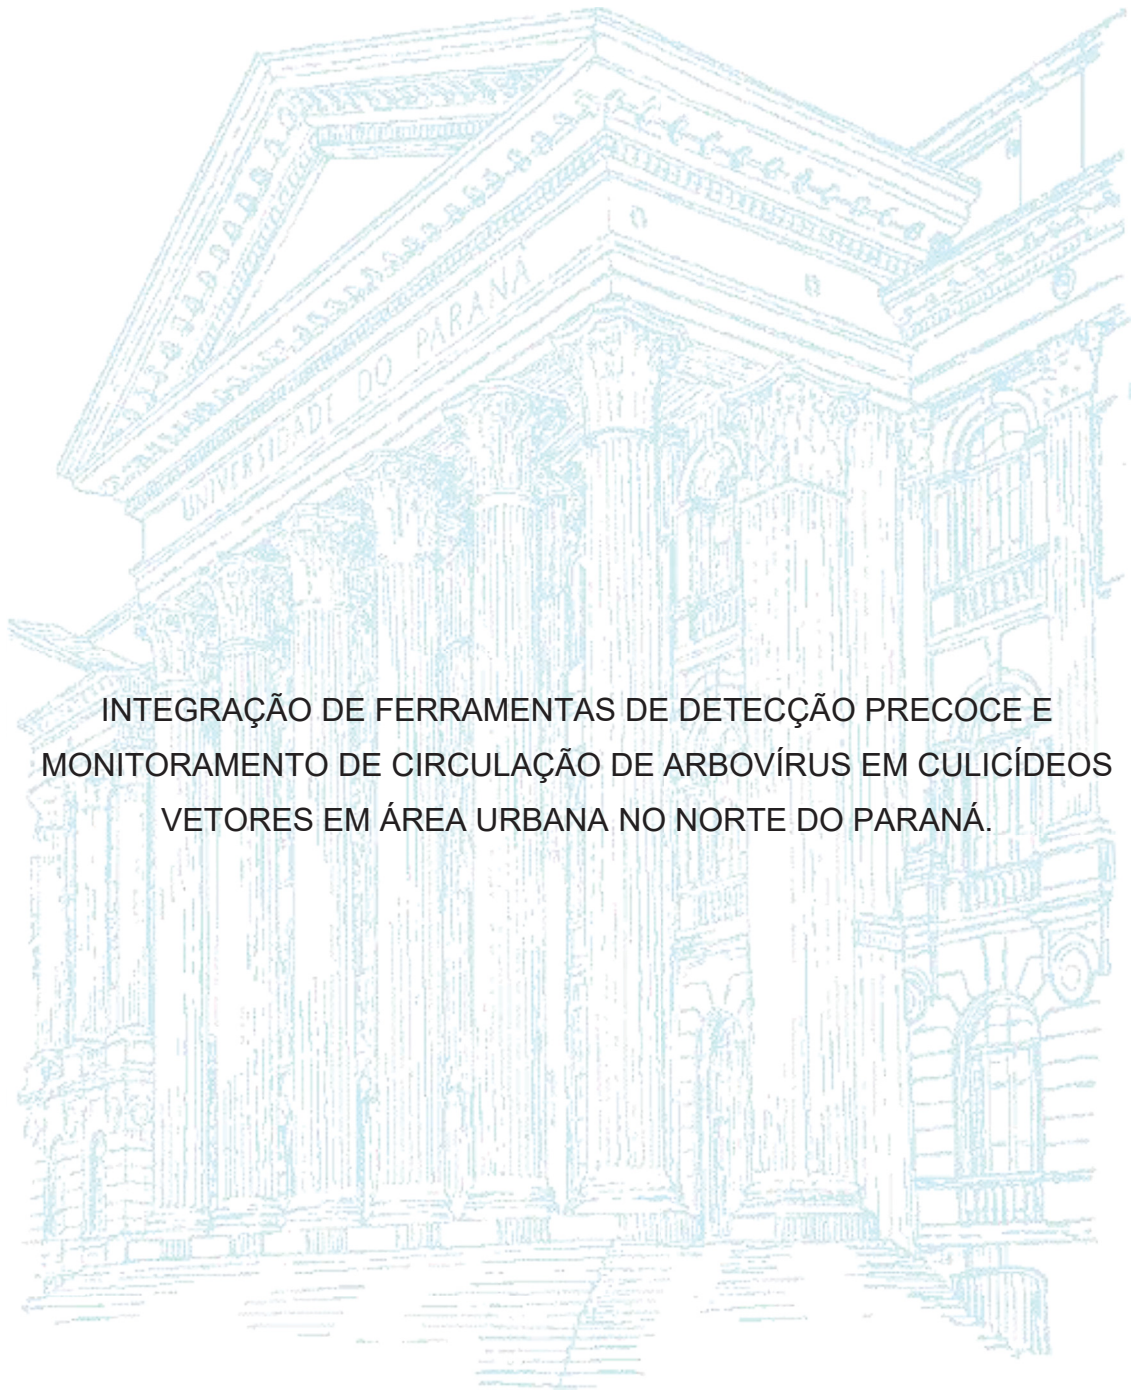 UNIVERSIDADE DO PARANÁ
INTEGRAÇÃO DE FERRAMENTAS DE DETECÇÃO PRECOCE E
MONITORAMENTO DE CIRCULAÇÃO DE ARBOVÍRUS EM CULICÍDEOS
VETORES EM ÁREA URBANA NO NORTE DO PARANÁ.